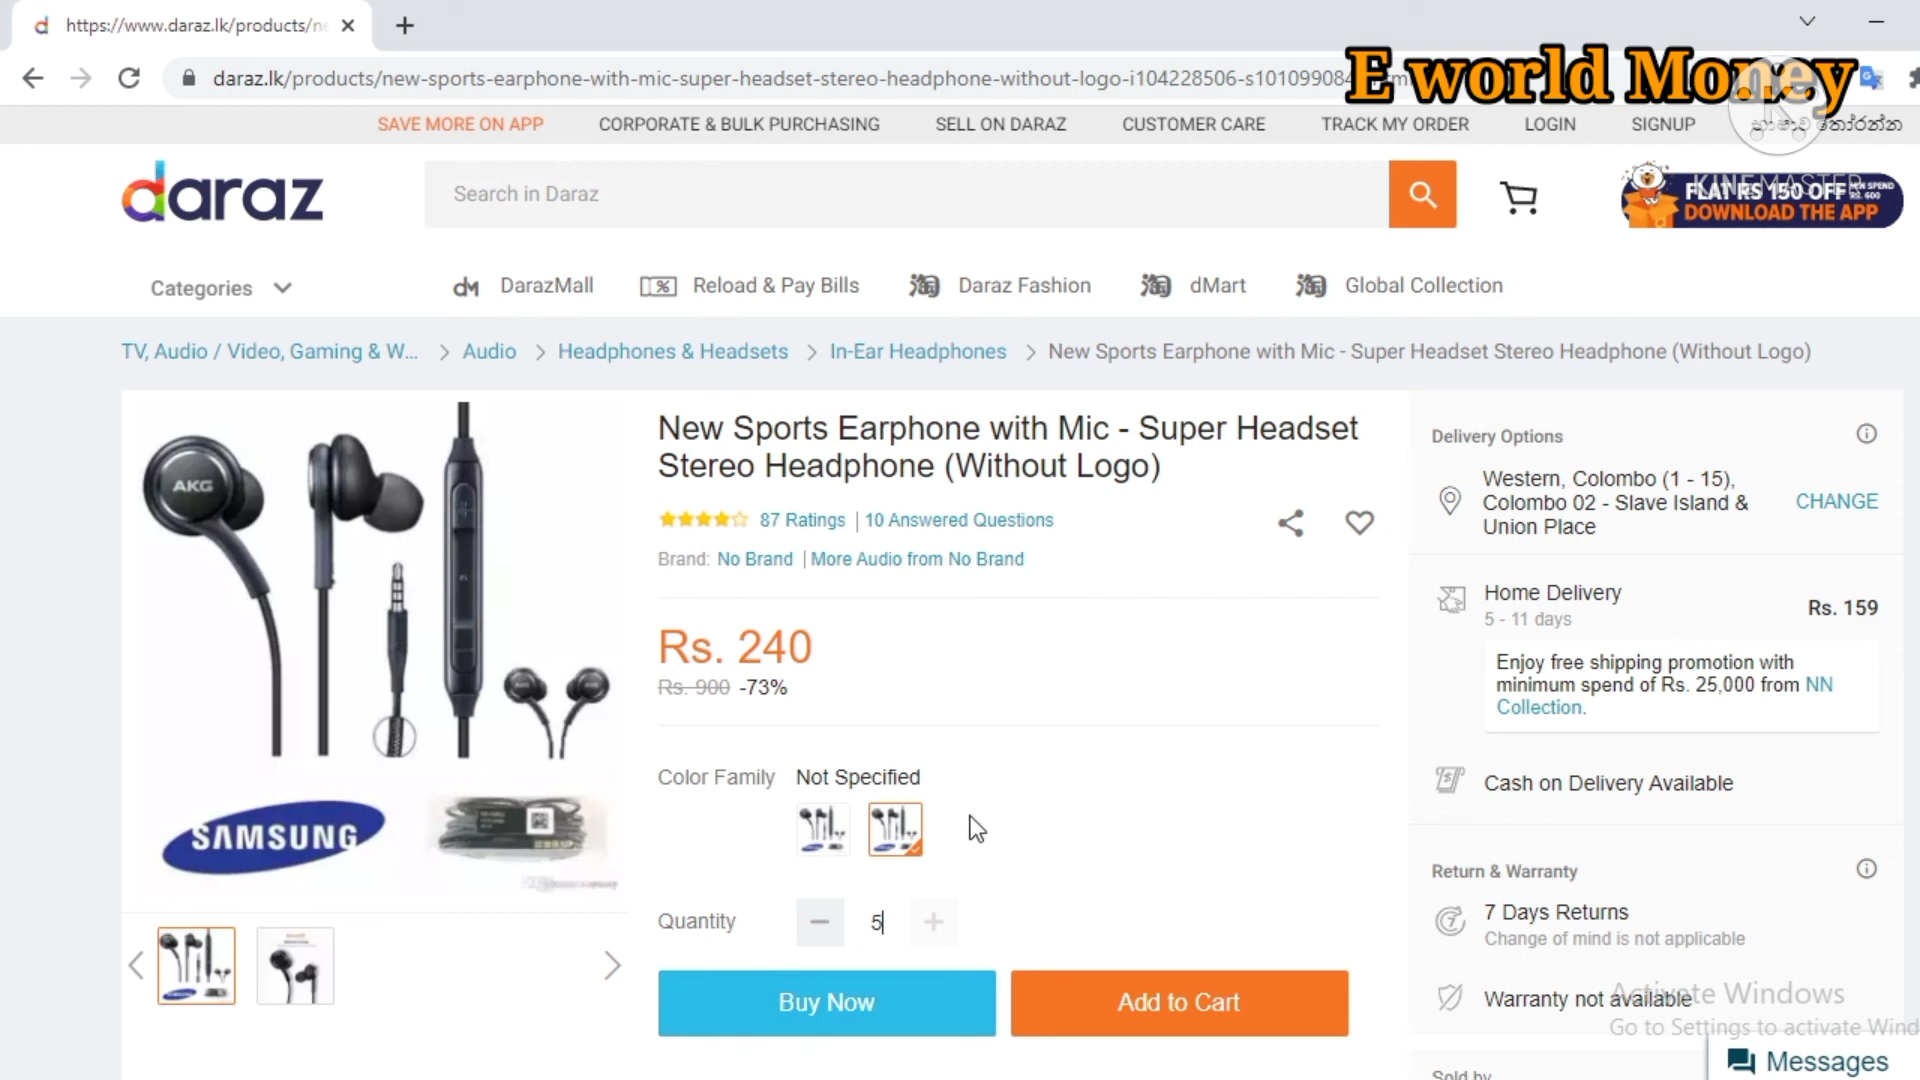 https://www.daraz.lk/products/ne
daraz.lk/products/new-sports-earphone-with-mic-super-headset-stereo-headphone-without-logo-i104228506-s101099084
E world Money
SAVE MORE ON APP
CORPORATE & BULK PURCHASING
SELL ON DARAZ
CUSTOMER CARE
TRACK MY ORDER
LOGIN
SIGNUP
භාෂාව තෝරන්න
daraz
Search in Daraz
KINEMASTER
FLAT RS 150 OFF MIN SPEND RS. 600
DOWNLOAD THE APP
Categories
DarazMall
Reload & Pay Bills
Daraz Fashion
dMart
Global Collection
TV, Audio / Video, Gaming & W... > Audio > Headphones & Headsets > In-Ear Headphones > New Sports Earphone with Mic - Super Headset Stereo Headphone (Without Logo)
AKG
AKG
AKG
SAMSUNG
New Sports Earphone with Mic - Super Headset
Stereo Headphone (Without Logo)
87 Ratings | 10 Answered Questions
Brand: No Brand | More Audio from No Brand
Rs. 240
Rs. 900 -73%
Color Family Not Specified
Quantity 5
Buy Now
Add to Cart
Delivery Options
Western, Colombo (1 - 15),
Colombo 02 - Slave Island &
Union Place
CHANGE
Home Delivery
Rs. 159
5 - 11 days
Enjoy free shipping promotion with
minimum spend of Rs. 25,000 from NN
Collection.
Cash on Delivery Available
Return & Warranty
7 Days Returns
Change of mind is not applicable
Warranty not available
Activate Windows
Go to Settings to activate Wind
Sold by
Messages